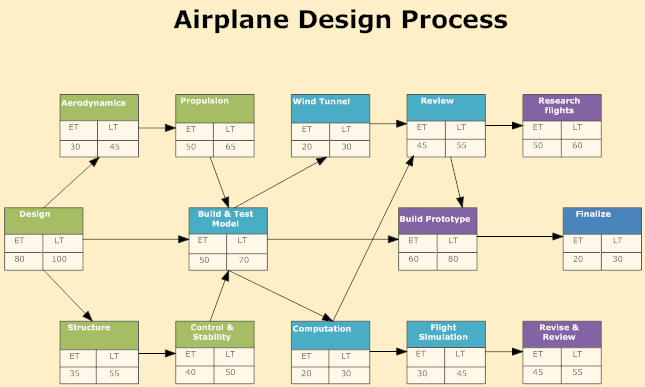 Airplane Design Process
Aerodynamics
ET LT
30 45
Propulsion
ET LT
50 65
Wind Tunnel
ET LT
20 30
Review
ET LT
45 55
Research
flights
ET LT
50 60
Design
ET LT
80 100
Build & Test
Model
ET LT
50 70
Build Prototype
ET LT
60 80
Finalize
ET LT
20 30
Structure
ET LT
35 55
Control &
Stability
ET LT
40 50
Computation
ET LT
20 30
Flight
Simulation
ET LT
30 45
Revise &
Review
ET LT
45 55